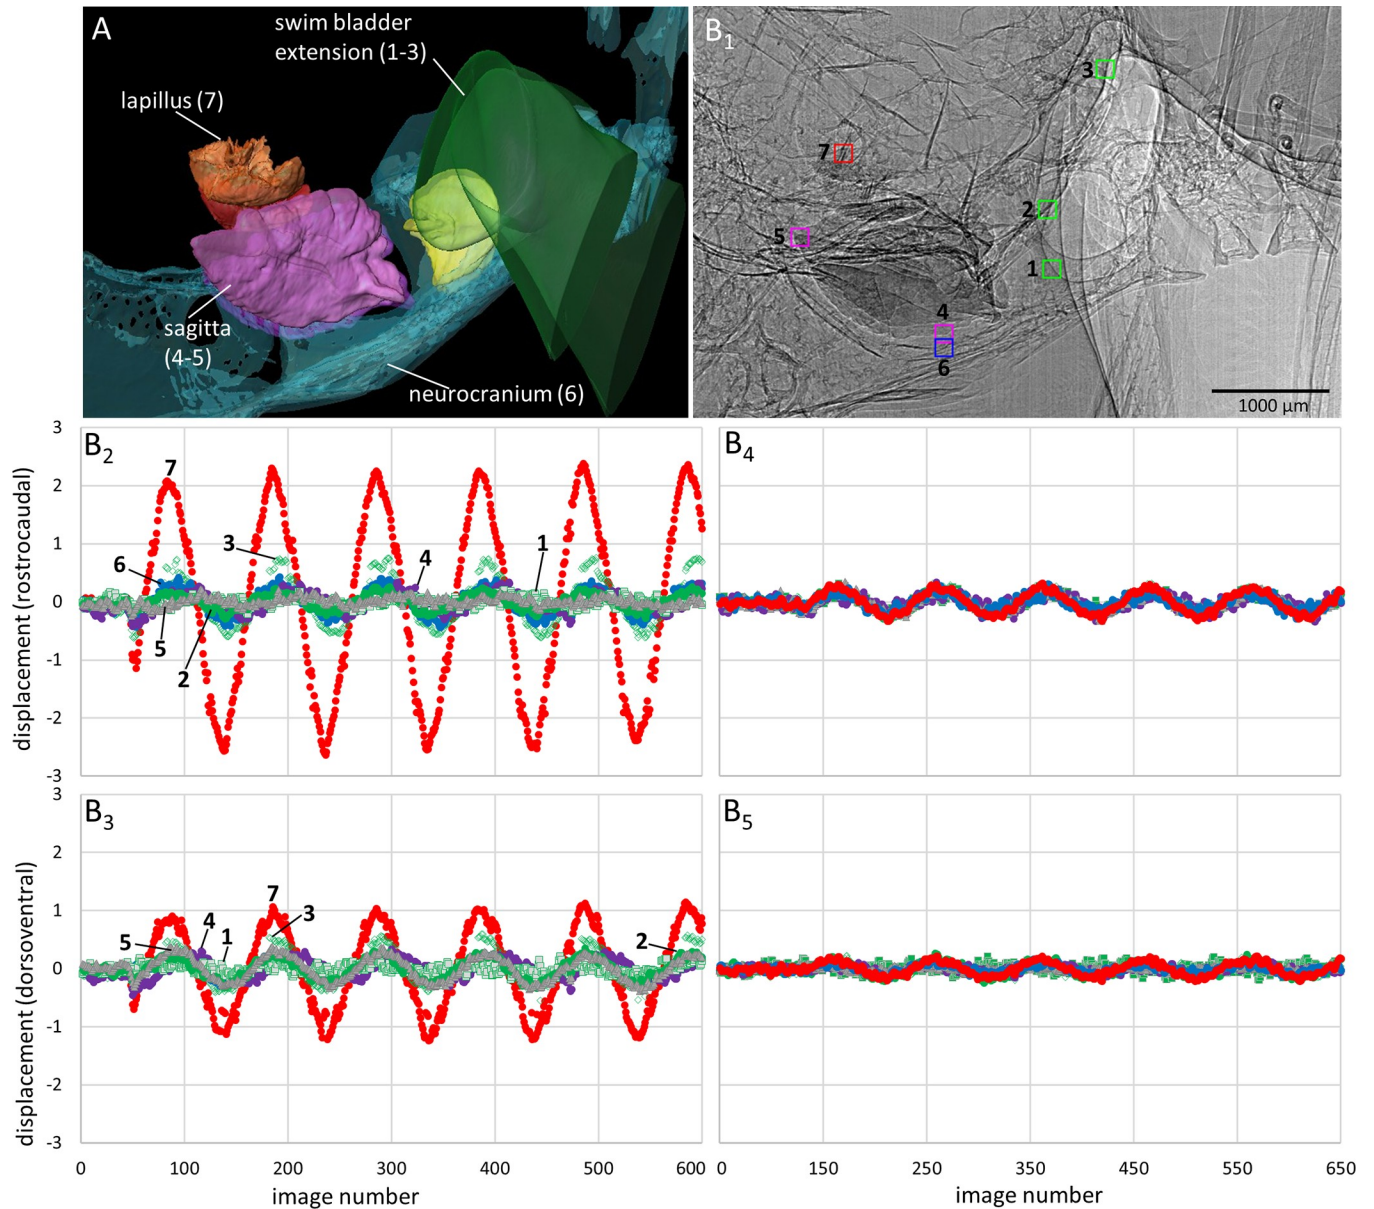 A
swim bladder
extension (1-3)
lapillus (7)
sagitta
(4-5)
neurocranium (6)
B1
3
7
2
5
1
4
6
1000 µm
displacement (rostrocaudal)
3
2
1
0
-1
-2
-3
B2
7
3
6
4
1
5
2
B4
displacement (dorsoventral)
3
2
1
0
-1
-2
-3
B3
7
3
4
5
1
2
B5
0 100 200 300 400 500 600
image number
0 150 250 350 450 550 650
image number